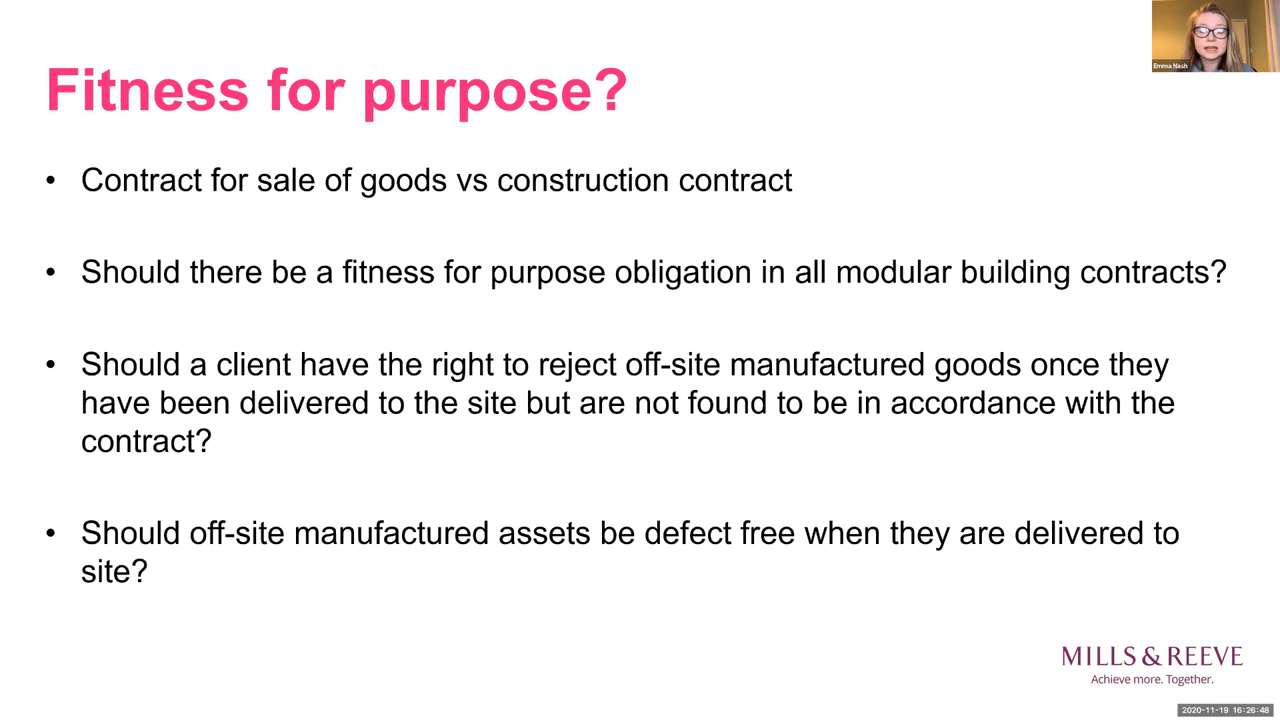 Emma Nash
Fitness for purpose?
• Contract for sale of goods vs construction contract
• Should there be a fitness for purpose obligation in all modular building contracts?
• Should a client have the right to reject off-site manufactured goods once they
have been delivered to the site but are not found to be in accordance with the
contract?
• Should off-site manufactured assets be defect free when they are delivered to
site?
MILLS & REEVE
Achieve more. Together.
2020-11-19 16:26:48